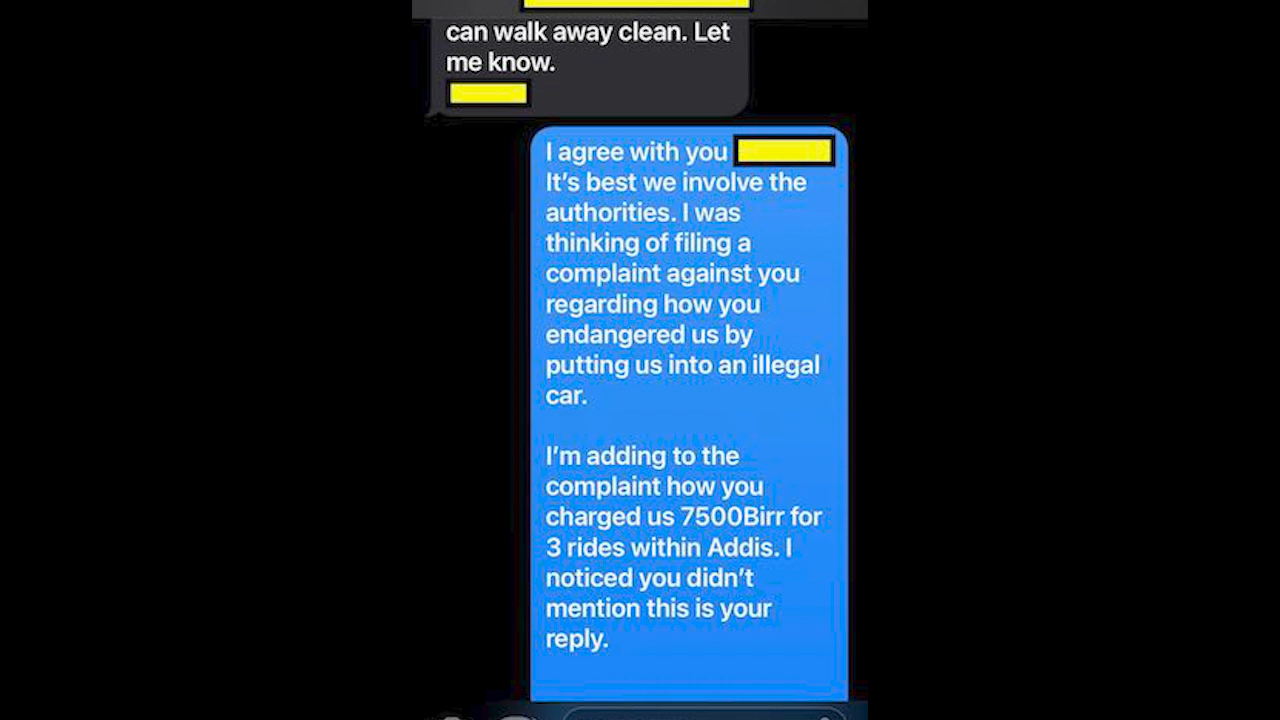 can walk away clean. Let
me know.
I agree with you
It's best we involve the
authorities. I was
thinking of filing a
complaint against you
regarding how you
endangered us by
putting us into an illegal
car.
I'm adding to the
complaint how you
charged us 7500Birr for
3 rides within Addis. I
noticed you didn't
mention this is your
reply.